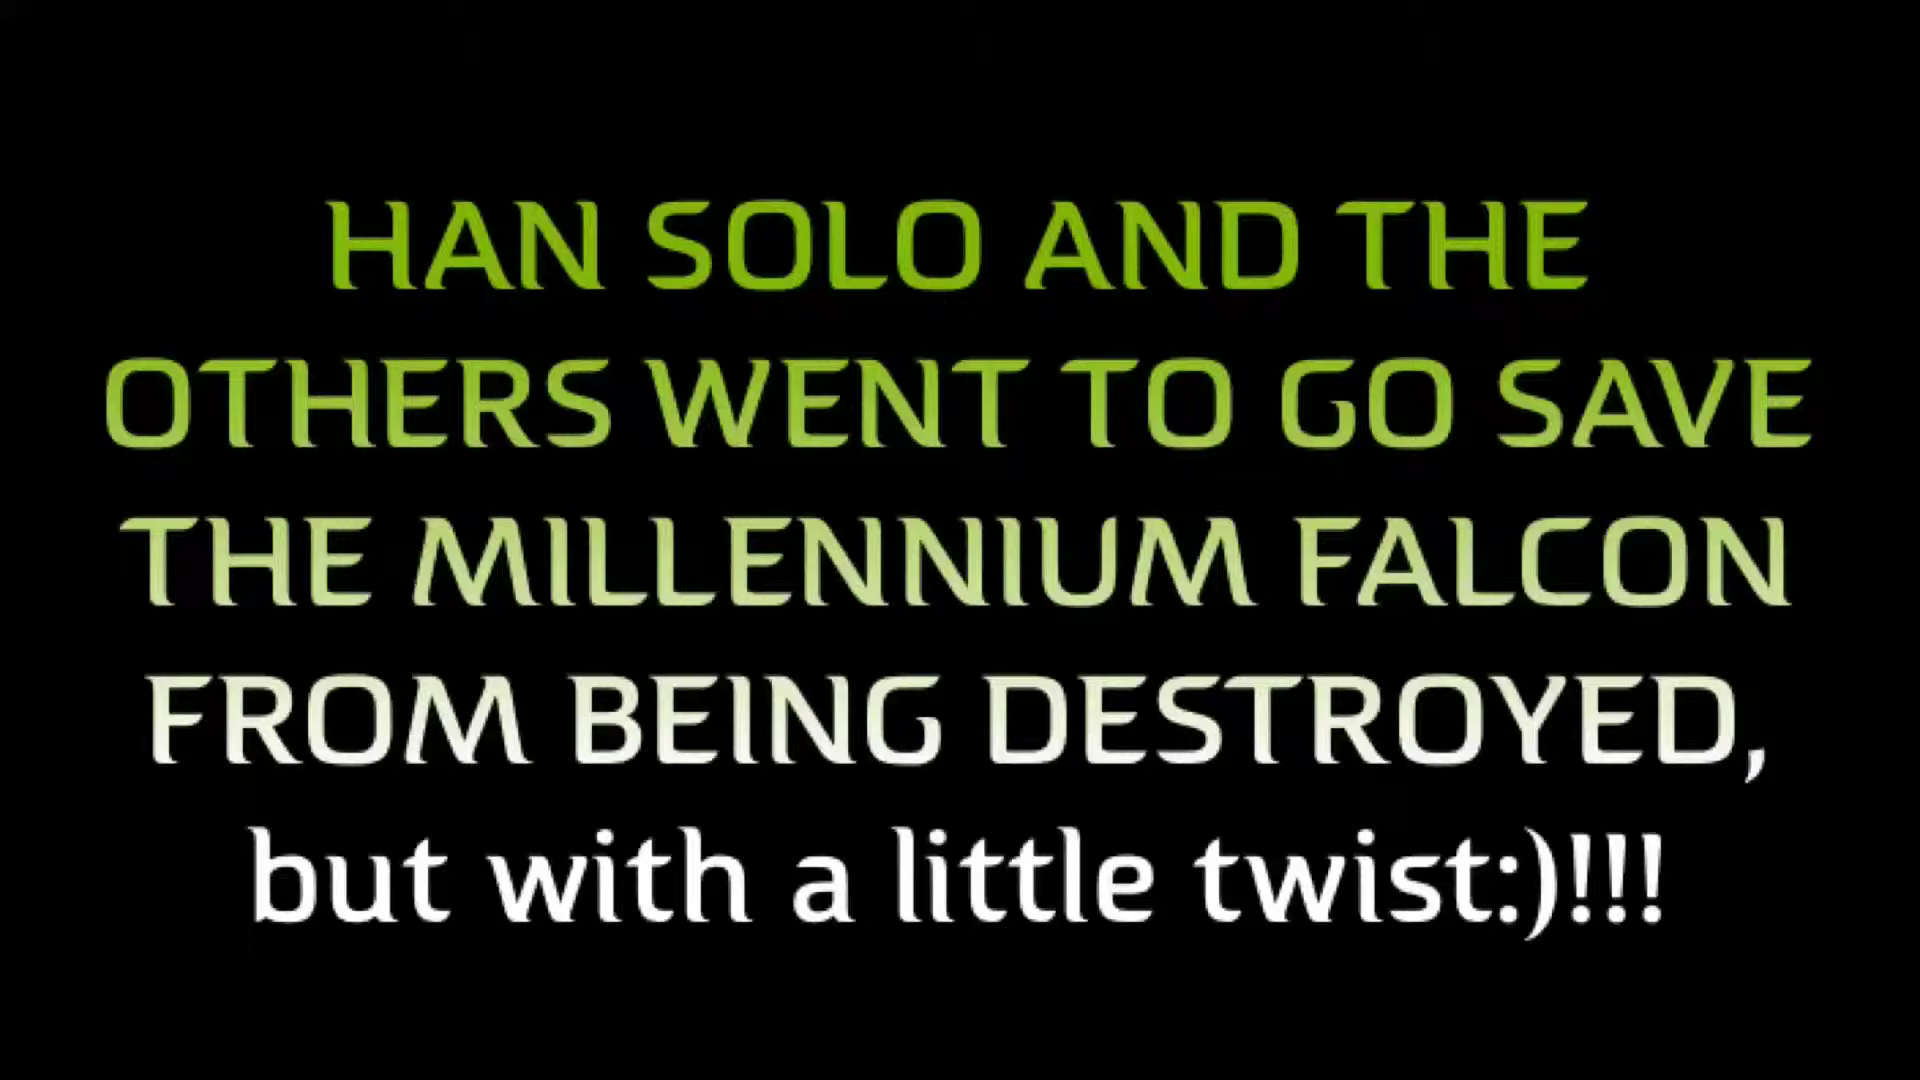 HAN SOLO AND THE
OTHERS WENT TO GO SAVE
THE MILLENNIUM FALCON
FROM BEING DESTROYED,
but with a little twist:)!!!